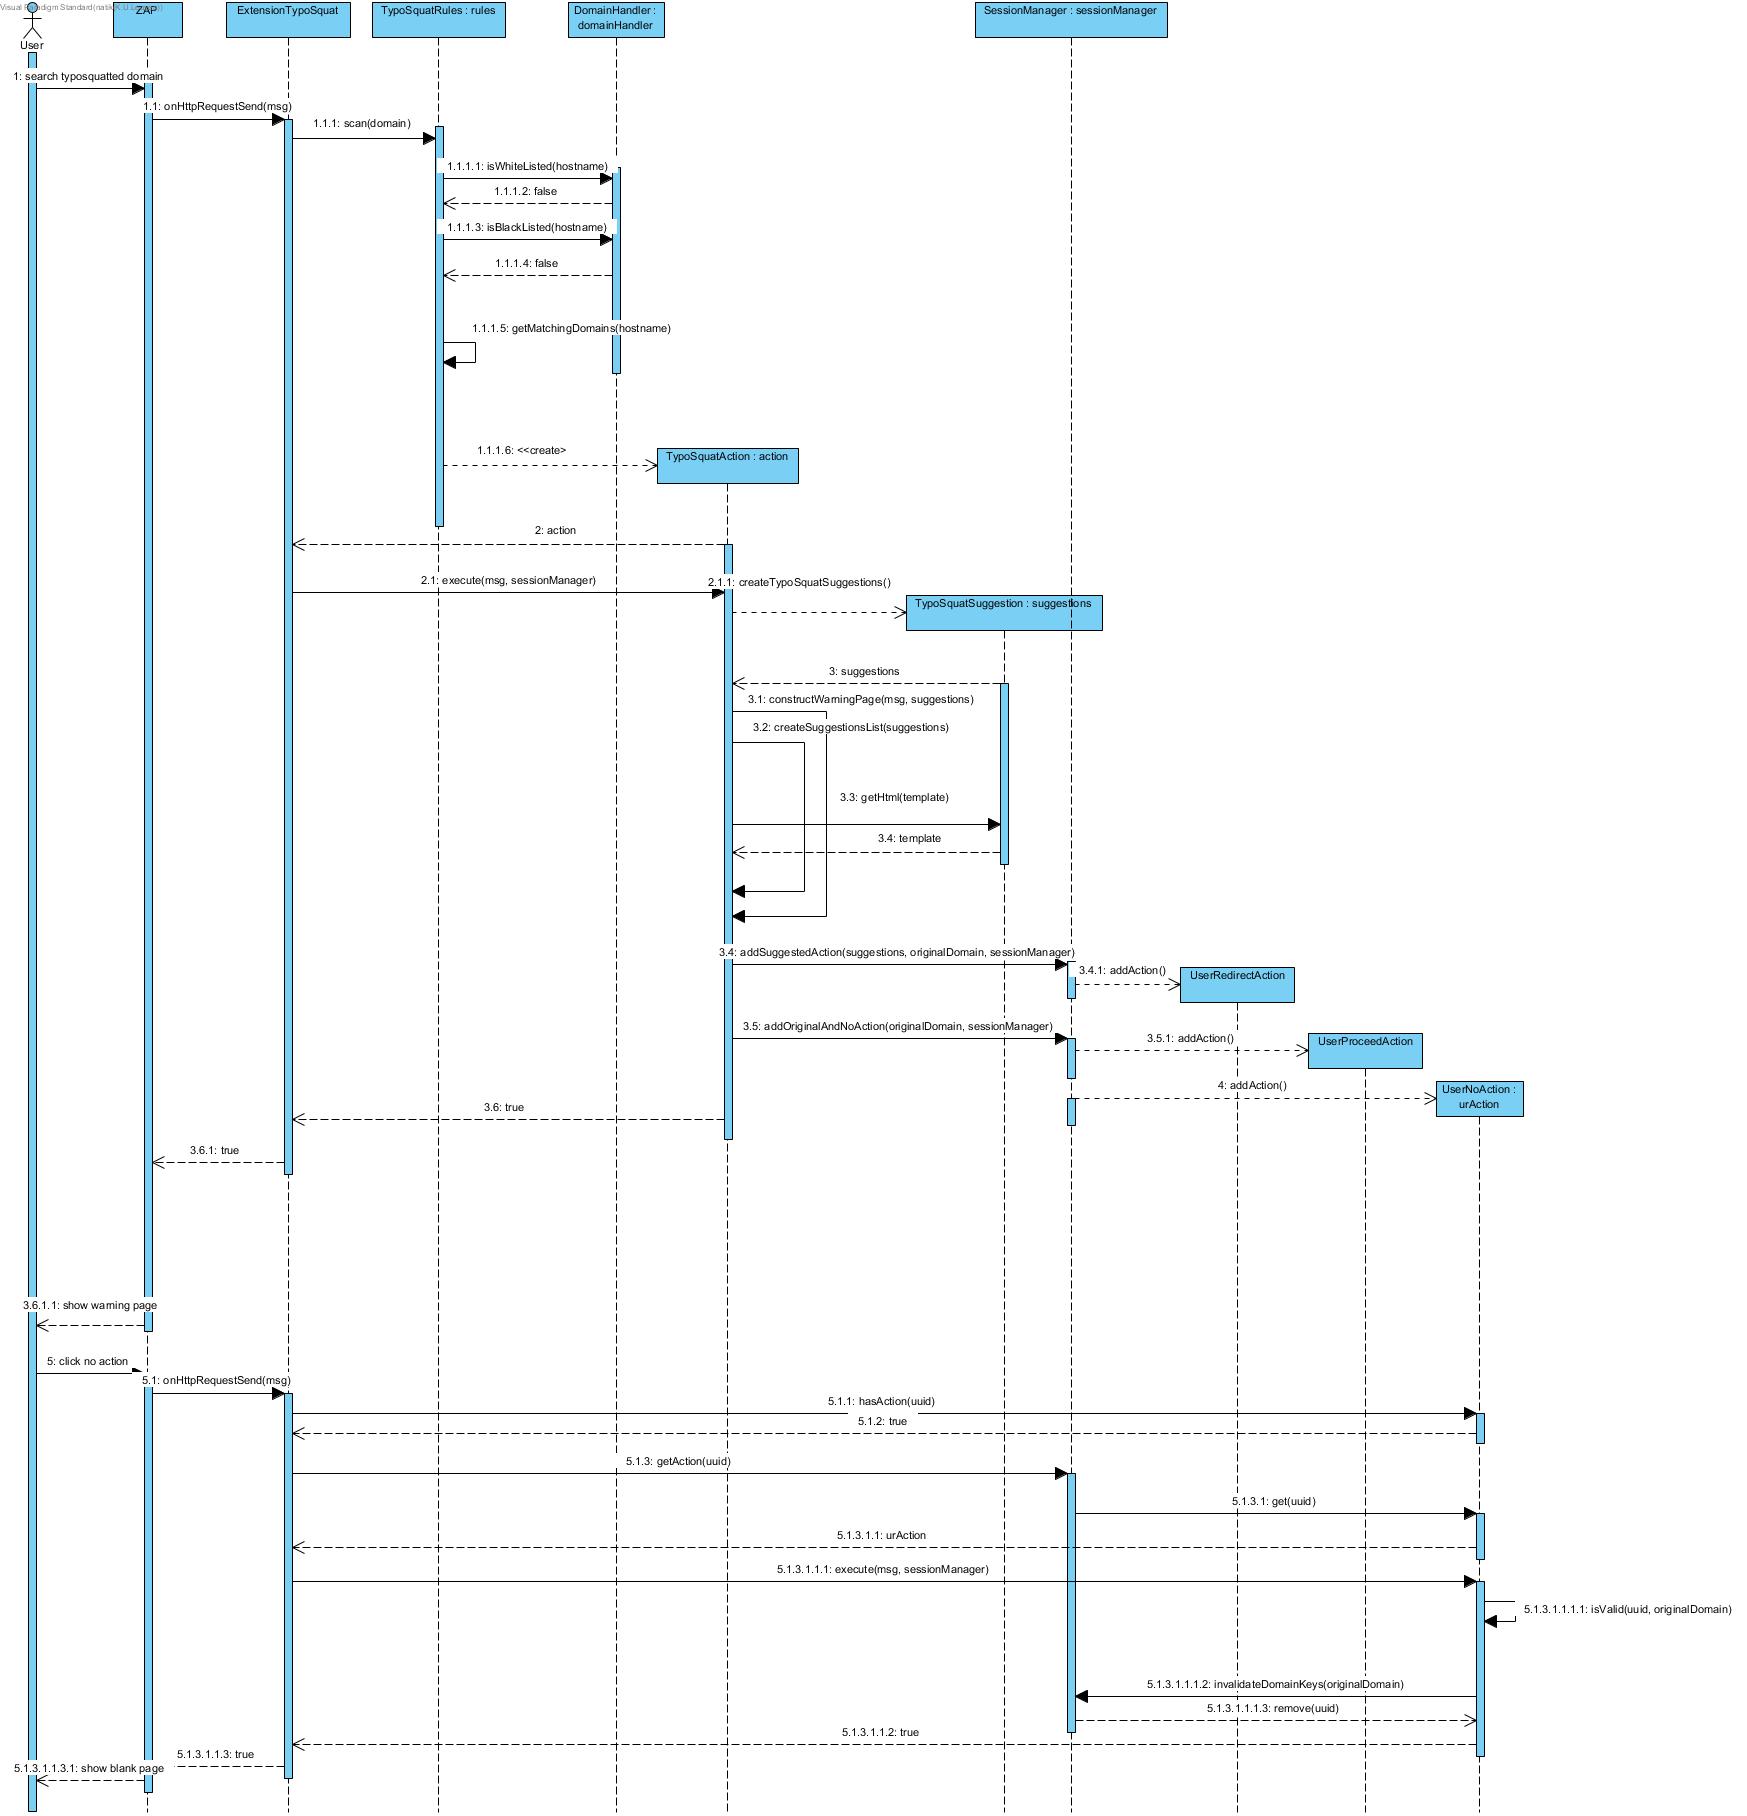 Visual Paradigm Standard
ZAP
ExtensionTypoSquat
TypoSquatRules : rules
DomainHandler :
domainHandler
SessionManager : sessionManager
User
1: search typosquatted domain
1.1: onHttpRequestSend(msg)
1.1.1: scan(domain)
1.1.1.1: isWhiteListed(hostname)
1.1.1.2: false
1.1.1.3: isBlackListed(hostname)
1.1.1.4: false
1.1.1.5: getMatchingDomains(hostname)
1.1.1.6: <<create>
TypoSquatAction : action
2: action
2.1: execute(msg, sessionManager)
2.1.1: createTypoSquatSuggestions()
TypoSquatSuggestion : suggestions
3: suggestions
3.1: constructWarningPage(msg, suggestions)
3.2: createSuggestionsList(suggestions)
3.3: getHtml(template)
3.4: template
3.4: addSuggestedAction(suggestions, originalDomain, sessionManager)
3.4.1: addAction()
UserRedirectAction
3.5: addOriginalAndNoAction(originalDomain, sessionManager)
3.5.1: addAction()
UserProceedAction
4: addAction()
UserNoAction :
urAction
3.6: true
3.6.1: true
3.6.1.1: show warning page
5: click no action
5.1: onHttpRequestSend(msg)
5.1.1: hasAction(uuid)
5.1.2: true
5.1.3: getAction(uuid)
5.1.3.1: get(uuid)
5.1.3.1.1: urAction
5.1.3.1.1.1: execute(msg, sessionManager)
5.1.3.1.1.1.1: isValid(uuid, originalDomain)
5.1.3.1.1.1.2: invalidateDomainKeys(originalDomain)
5.1.3.1.1.1.3: remove(uuid)
5.1.3.1.1.2: true
5.1.3.1.1.3: true
5.1.3.1.1.3.1: show blank page